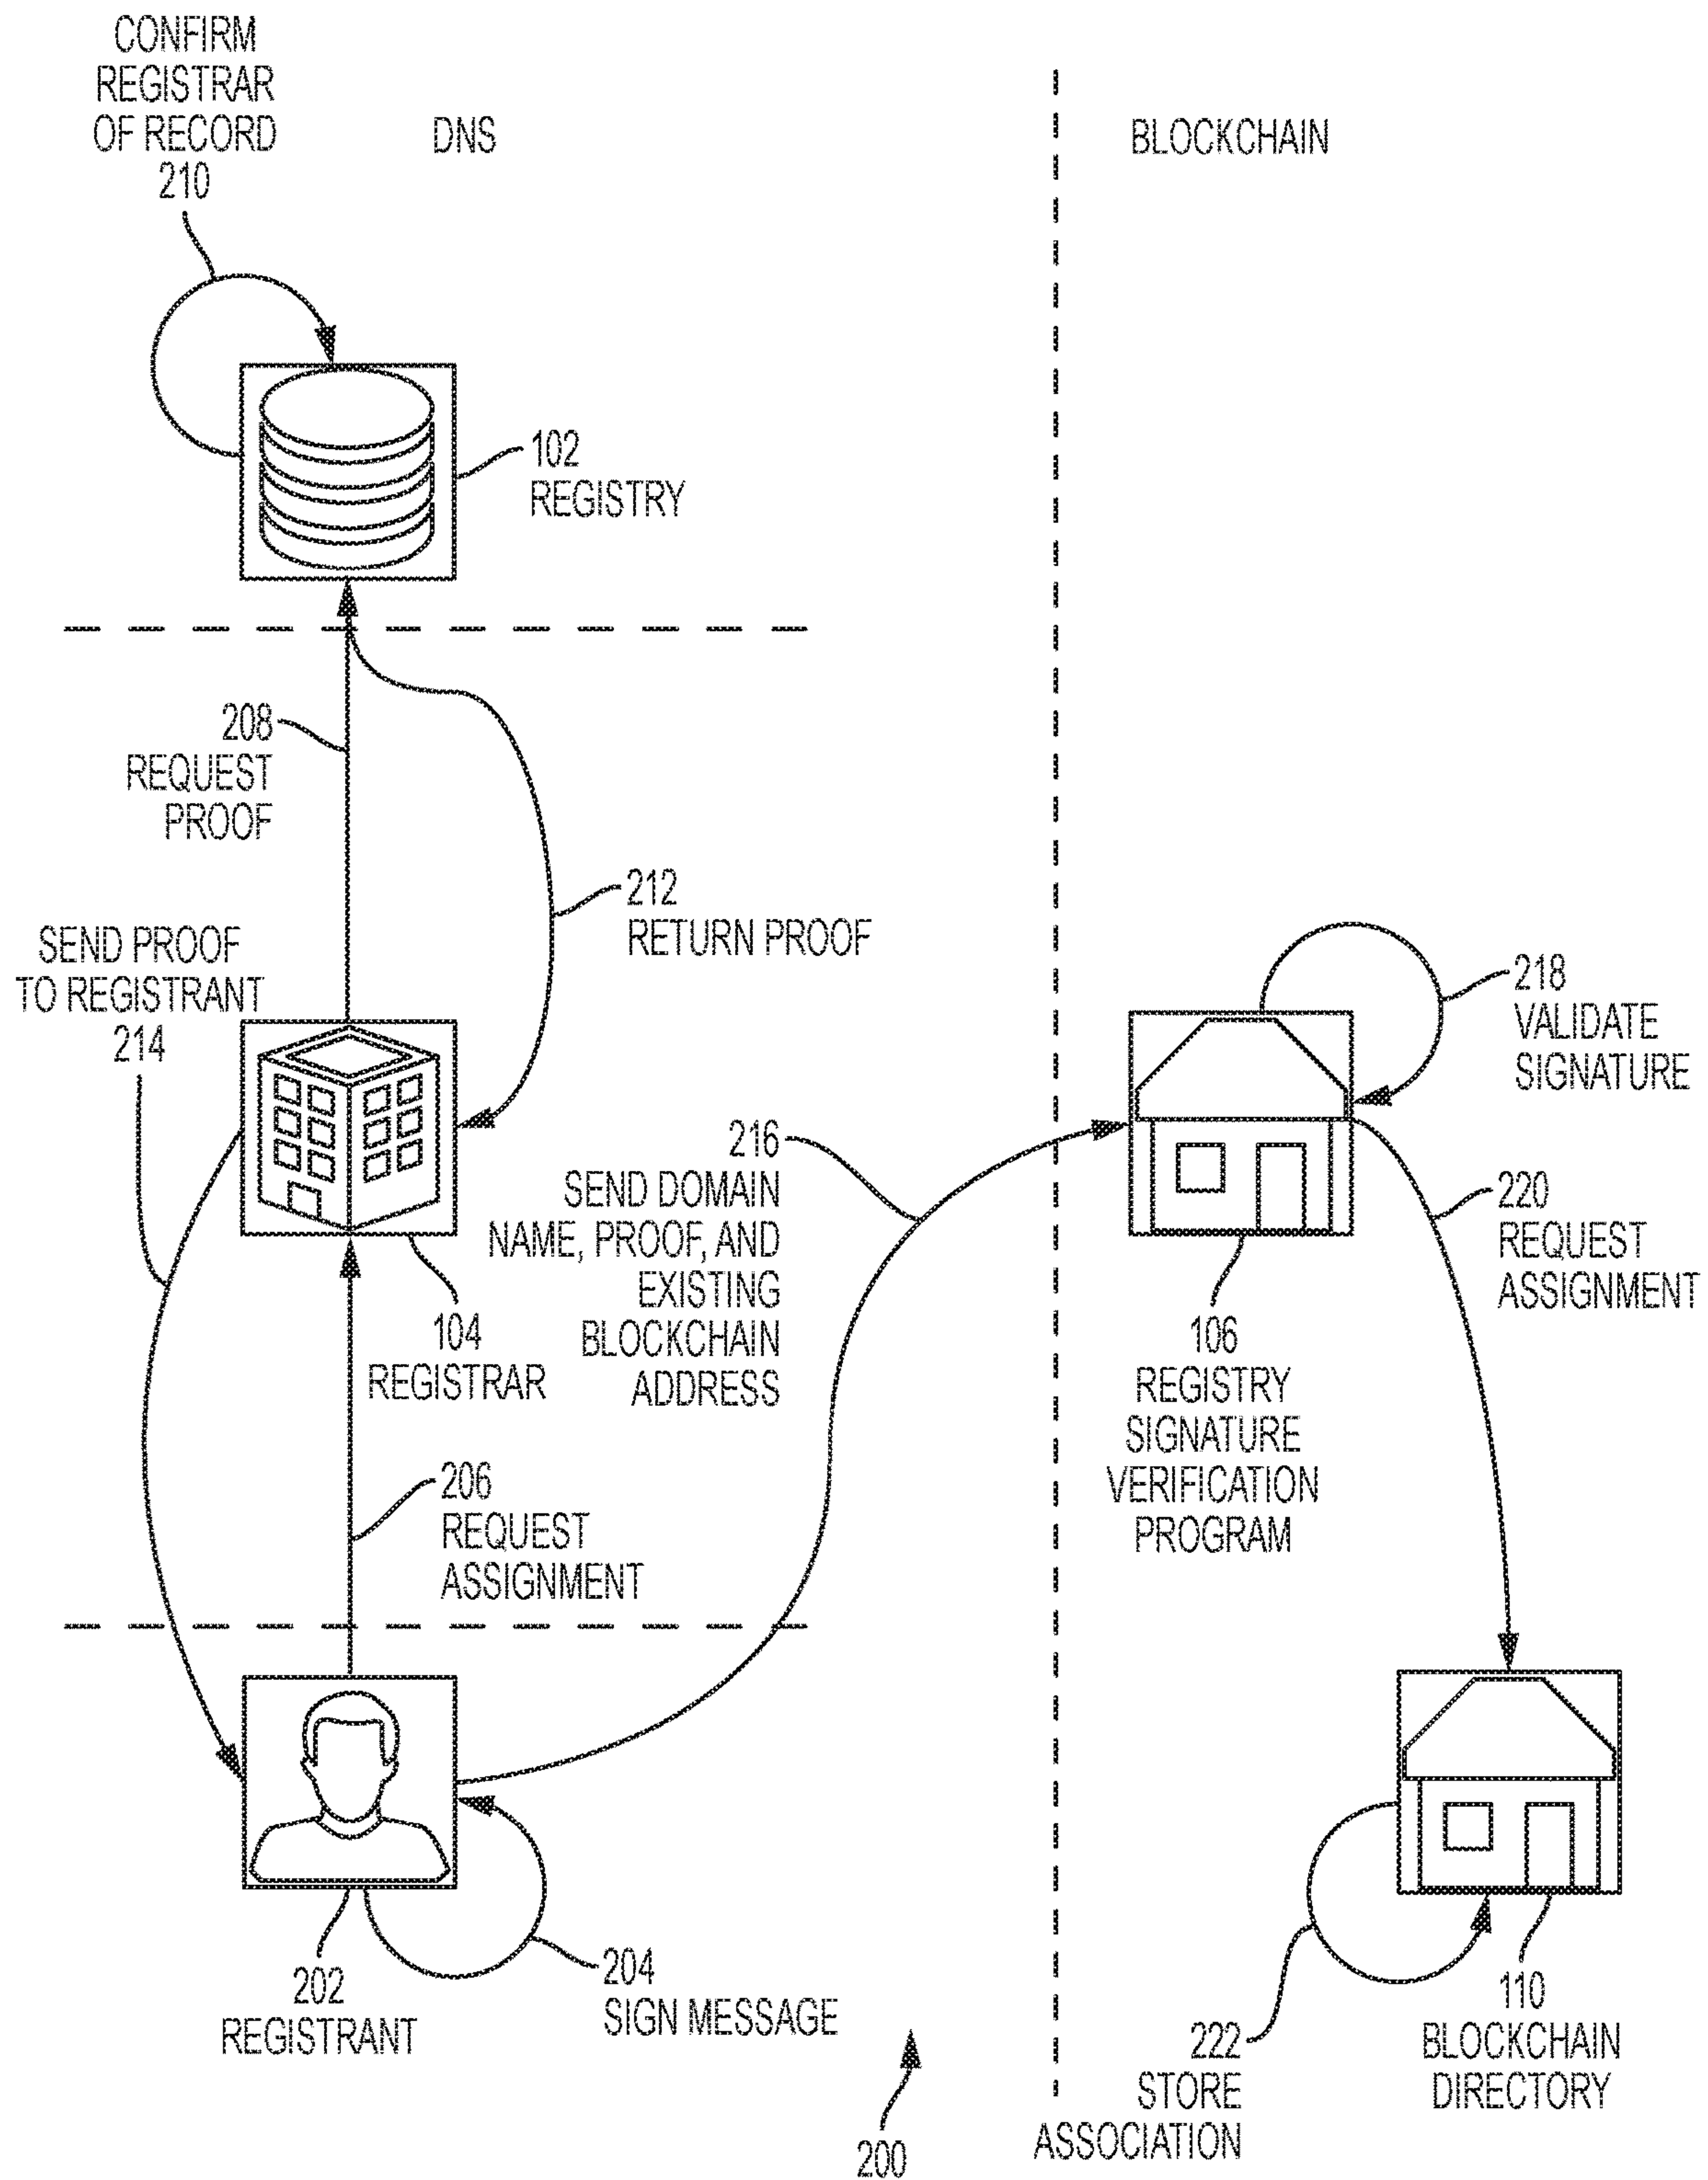 CONFIRM
REGISTRAR
OF RECORD
210
DNS
BLOCKCHAIN
102
REGISTRY
208
REQUEST
PROOF
212
RETURN PROOF
SEND PROOF
TO REGISTRANT
214
218
VALIDATE
SIGNATURE
216
SEND DOMAIN
NAME, PROOF, AND
EXISTING
BLOCKCHAIN
ADDRESS
220
REQUEST
ASSIGNMENT
104
REGISTRAR
106
REGISTRY
SIGNATURE
VERIFICATION
PROGRAM
206
REQUEST
ASSIGNMENT
202
REGISTRANT
204
SIGN MESSAGE
222
STORE
ASSOCIATION
110
BLOCKCHAIN
DIRECTORY
200